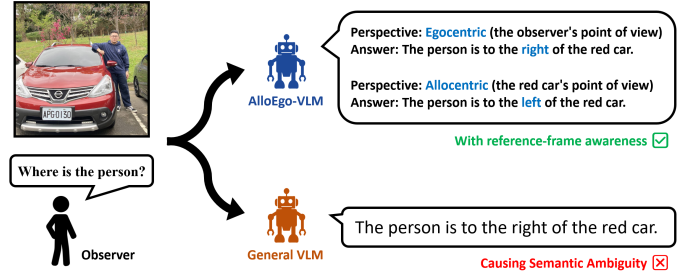 Perspective: Egocentric (the observer's point of view)
Answer: The person is to the right of the red car.
Perspective: Allocentric (the red car's point of view)
Answer: The person is to the left of the red car.
AlloEgo-VLM
With reference-frame awareness
APG0130
Where is the person?
Observer
General VLM
The person is to the right of the red car.
Causing Semantic Ambiguity